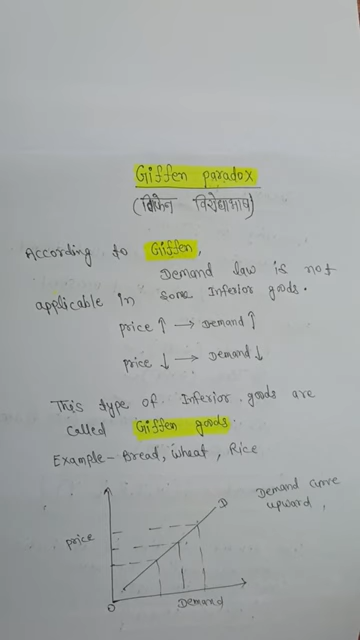 Giffen paradox
(गिफेन विरोधाभाष)
According to Giffen,
Demand law is not
applicable in some Inferior goods.
price ↑ → Demand ↑
price ↓ → Demand ↓
This type of Inferior goods are
called Giffen goods.
Example - Bread, wheat, Rice
D
Demand curve
upward,
price
O
Demand